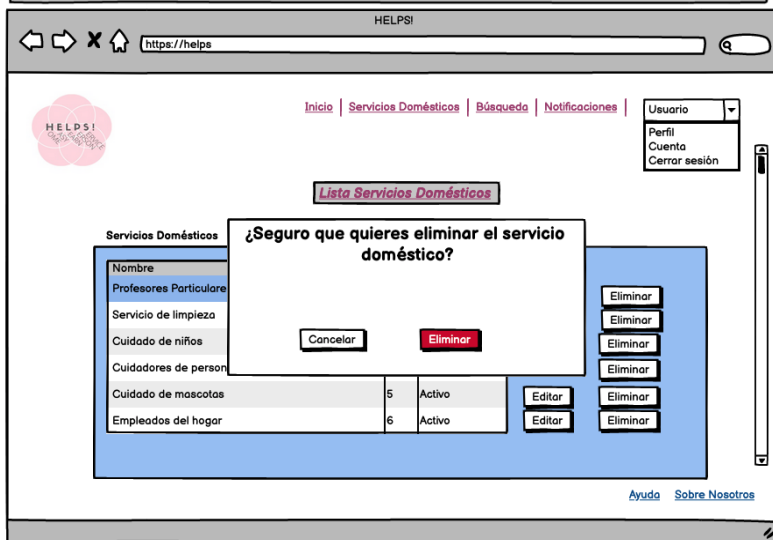 HELPS!
https://helps
HELPS!
Inicio | Servicios Domésticos | Búsqueda | Notificaciones |
Usuario
Perfil
Cuenta
Cerrar sesión
Lista Servicios Domésticos
Servicios Domésticos
¿Seguro que quieres eliminar el servicio
doméstico?
Cancelar
Eliminar
Nombre
Profesores Particulare
Eliminar
Servicio de limpieza
Eliminar
Cuidado de niños
Eliminar
Cuidadores de person
Eliminar
Cuidado de mascotas 5 Activo Editar Eliminar
Empleados del hogar 6 Activo Editar Eliminar
Ayuda Sobre Nosotros